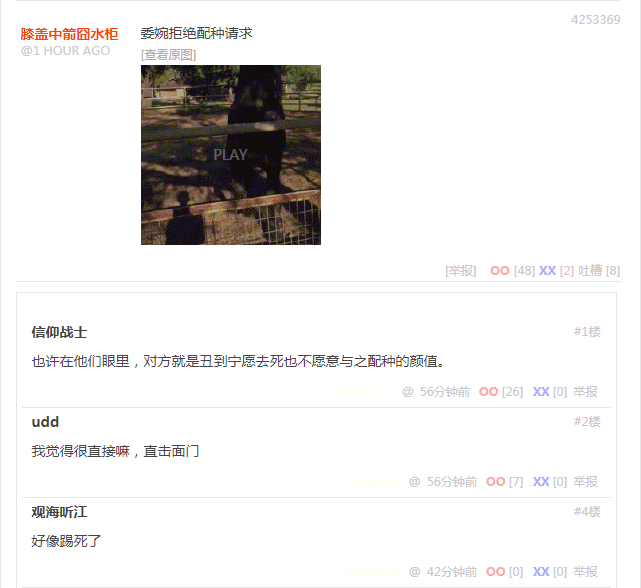 4253369
膝盖中箭囧水柜 委婉拒绝配种请求
@1 HOUR AGO [查看原图]
PLAY
[举报] OO [48] XX [2] 吐槽 [8]
信仰战士 #1楼
也许在他们眼里，对方就是丑到宁愿去死也不愿意与之配种的颜值。
@ 56分钟前 OO [26] XX [0] 举报
udd #2楼
我觉得很直接嘛，直击面门
@ 56分钟前 OO [7] XX [0] 举报
观海听江 #4楼
好像踢死了
@ 42分钟前 OO [0] XX [0] 举报